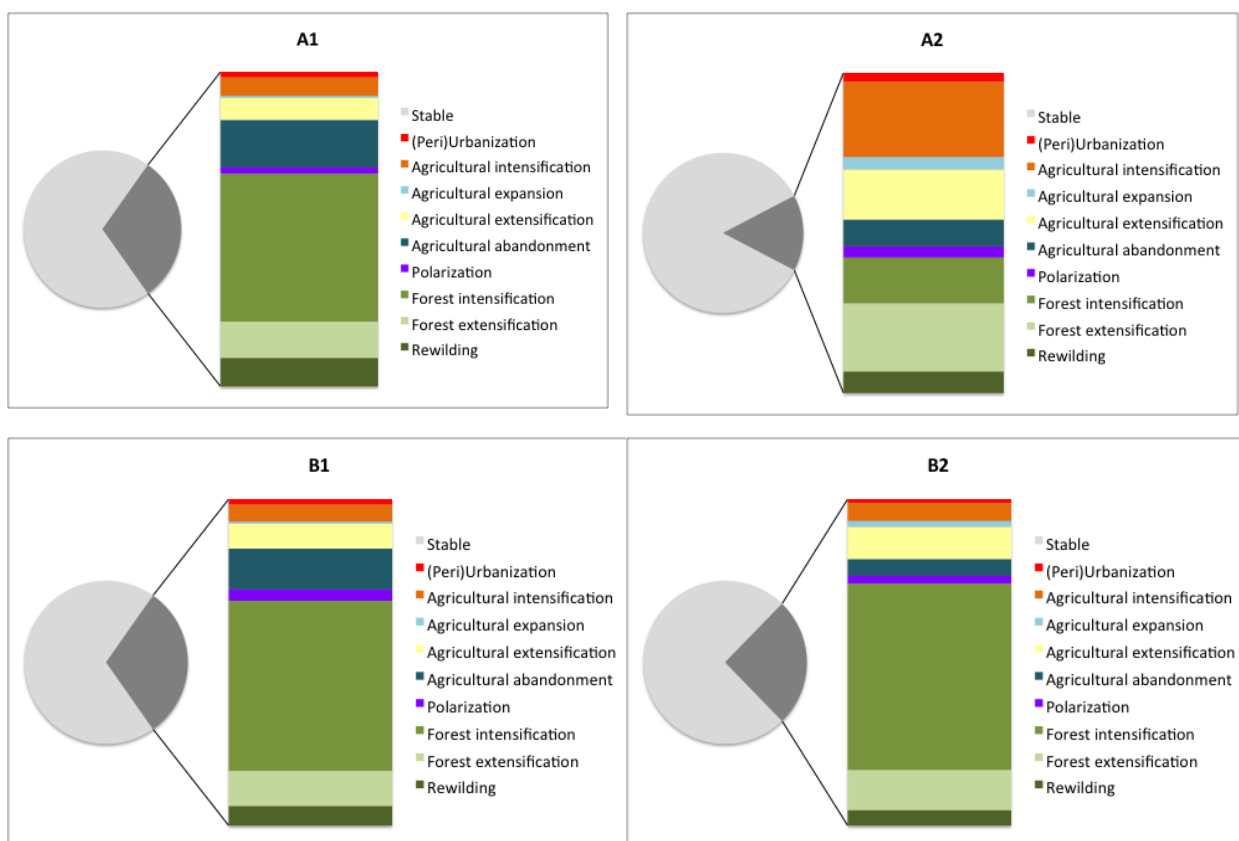 A1
Stable
(Peri)Urbanization
Agricultural intensification
Agricultural expansion
Agricultural extensification
Agricultural abandonment
Polarization
Forest intensification
Forest extensification
Rewilding
A2
Stable
(Peri)Urbanization
Agricultural intensification
Agricultural expansion
Agricultural extensification
Agricultural abandonment
Polarization
Forest intensification
Forest extensification
Rewilding
B1
Stable
(Peri)Urbanization
Agricultural intensification
Agricultural expansion
Agricultural extensification
Agricultural abandonment
Polarization
Forest intensification
Forest extensification
Rewilding
B2
Stable
(Peri)Urbanization
Agricultural intensification
Agricultural expansion
Agricultural extensification
Agricultural abandonment
Polarization
Forest intensification
Forest extensification
Rewilding